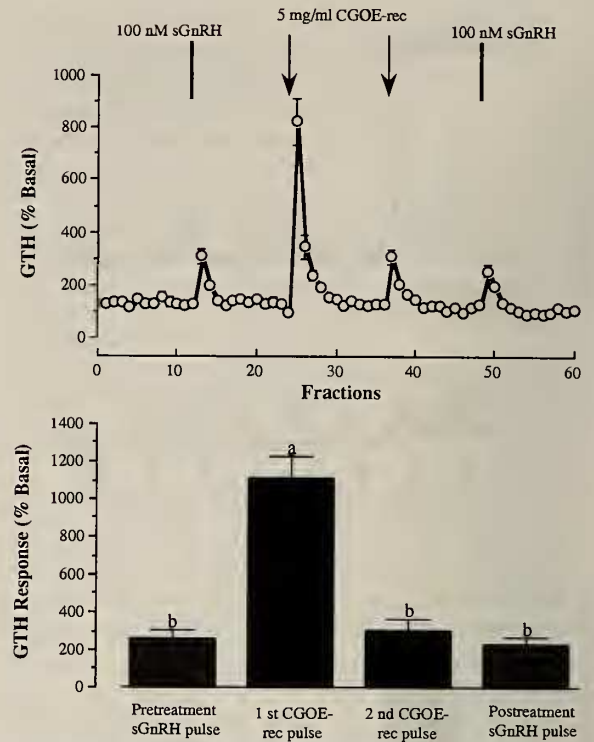 5 mg/ml CGOE-rec
100 nM sGnRH
100 nM sGnRH
1000
800
600
400
200
0
GTH (% Basal)
0 10 20 30 40 50 60
Fractions
1400
1200
1000
800
600
400
200
0
GTH Response (% Basal)
a
b
b
b
Pretreatment
sGnRH pulse
1 st CGOE-
rec pulse
2 nd CGOE-
rec pulse
Postreatment
sGnRH pulse